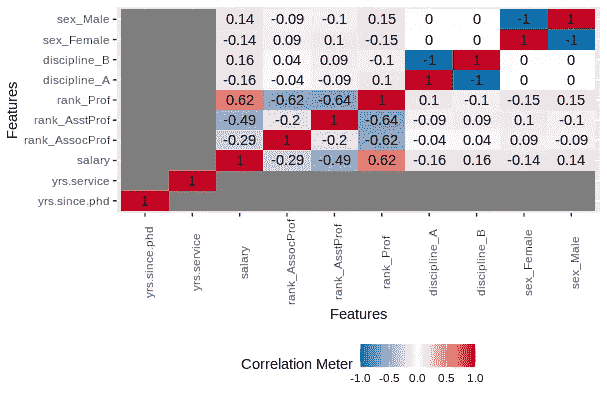 Features
sex_Male 0.14 -0.09 -0.1 0.15 0 0 -1 1
sex_Female -0.14 0.09 0.1 -0.15 0 0 1 -1
discipline_B 0.16 0.04 0.09 -0.1 -1 1 0 0
discipline_A -0.16 -0.04 -0.09 0.1 1 -1 0 0
rank_Prof 0.62 -0.62 -0.64 1 0.1 -0.1 -0.15 0.15
rank_AsstProf -0.49 -0.2 1 -0.64 -0.09 0.09 0.1 -0.1
rank_AssocProf -0.29 1 -0.2 -0.62 -0.04 0.04 0.09 -0.09
salary 1 -0.29 -0.49 0.62 -0.16 0.16 -0.14 0.14
yrs.service 1
yrs.since.phd 1
yrs.since.phd yrs.service salary rank_AssocProf rank_AsstProf rank_Prof discipline_A discipline_B sex_Female sex_Male
Features
Correlation Meter
-1.0 -0.5 0.0 0.5 1.0